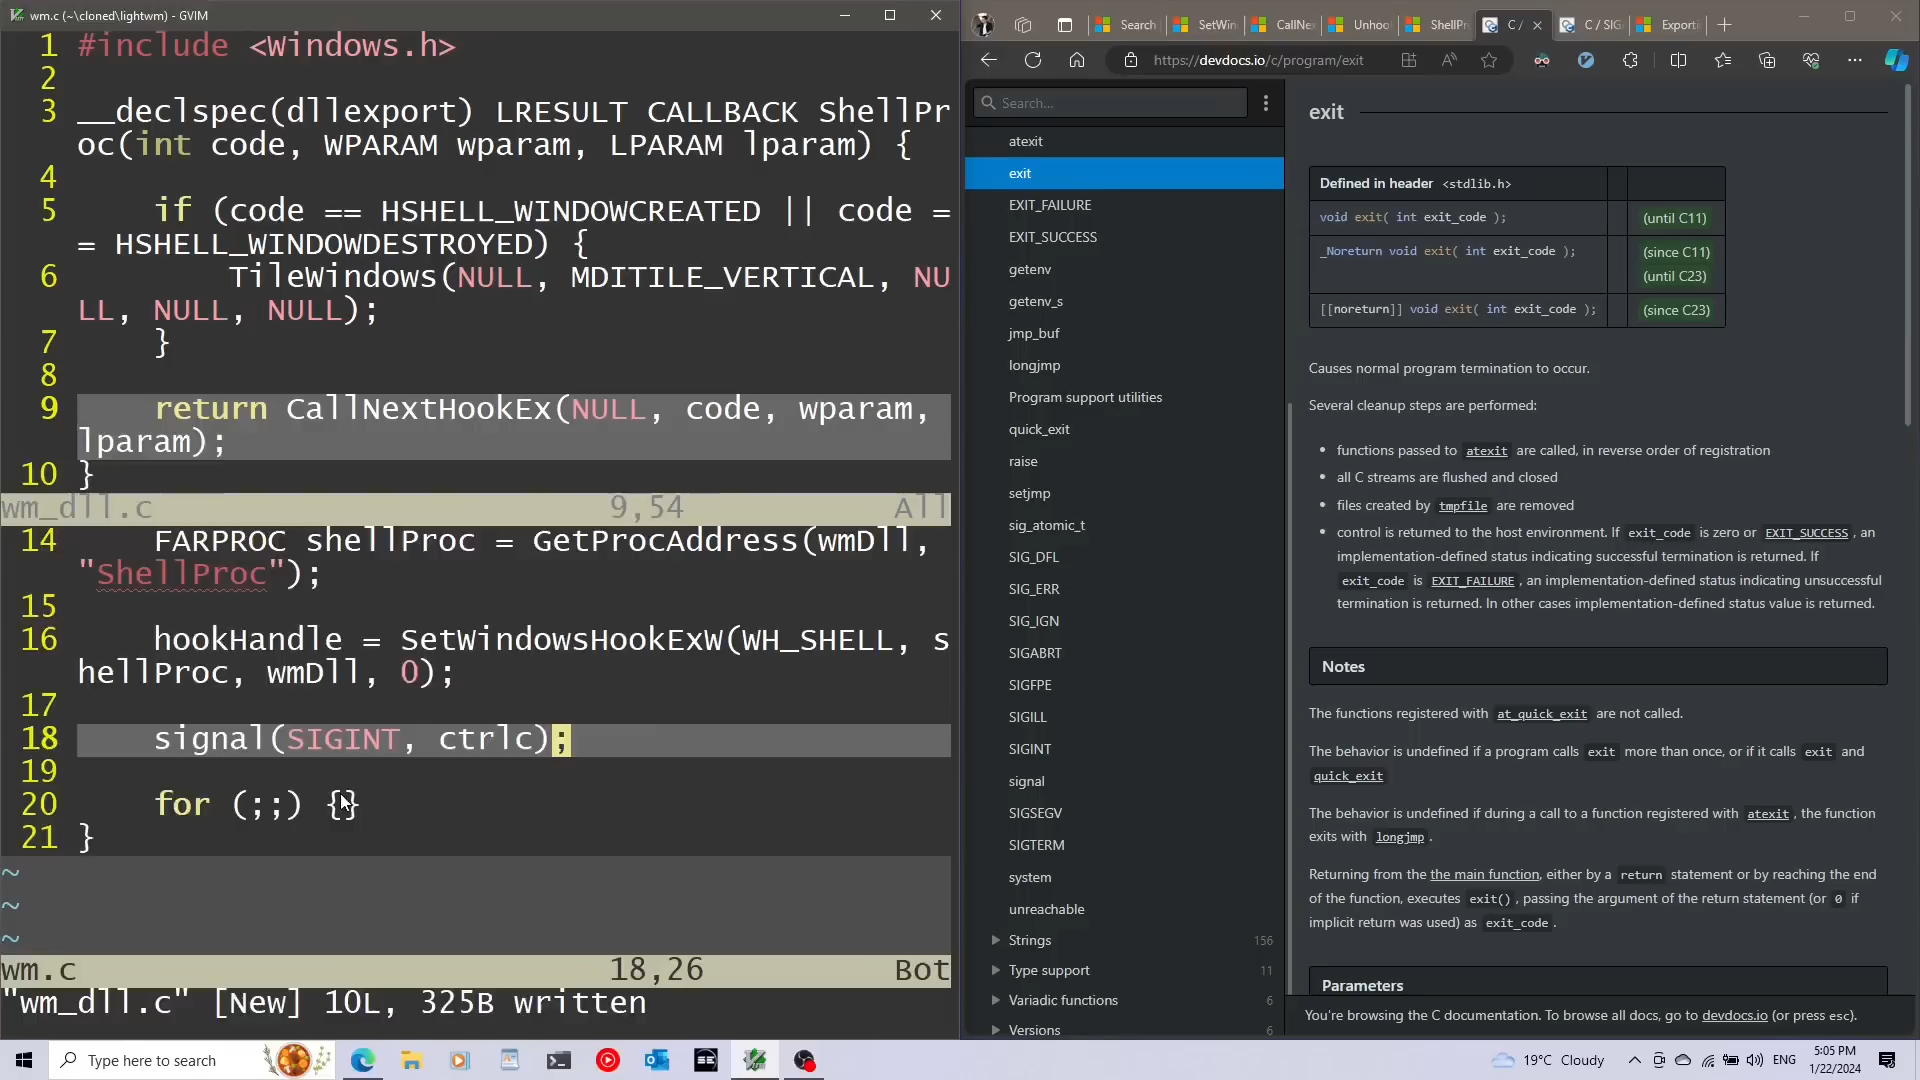 wm.c (~\cloned\lightwm) - GVIM
1 #include <Windows.h>
2
3 __declspec(dllexport) LRESULT CALLBACK ShellPr
oc(int code, WPARAM wparam, LPARAM lparam) {
4
5 if (code == HSHELL_WINDOWCREATED || code =
= HSHELL_WINDOWDESTROYED) {
6 TileWindows(NULL, MDITILE_VERTICAL, NU
LL, NULL, NULL);
7 }
8
9 return CallNextHookEx(NULL, code, wparam,
lparam);
10 }
wm_dll.c 9,54 All
14 FARPROC shellProc = GetProcAddress(wmDll,
"ShellProc");
15
16 hookHandle = SetWindowsHookExW(WH_SHELL, s
hellProc, wmDll, 0);
17
18 signal(SIGINT, ctrlc);
19
20 for (;;) {}
21 }
~
~
~
wm.c 18,26 Bot
"wm_dll.c" [New] 10L, 325B written
Search
SetWin
CallNex
Unhoo
ShellPr
C /
C / SIG
Exporti
https://devdocs.io/c/program/exit
Search...
atexit
exit
EXIT_FAILURE
EXIT_SUCCESS
getenv
getenv_s
jmp_buf
longjmp
Program support utilities
quick_exit
raise
setjmp
sig_atomic_t
SIG_DFL
SIG_ERR
SIG_IGN
SIGABRT
SIGFPE
SIGILL
SIGINT
signal
SIGSEGV
SIGTERM
system
unreachable
Strings 156
Type support 11
Variadic functions 6
Versions 6
exit
Defined in header <stdlib.h>
void exit( int exit_code ); (until C11)
_Noreturn void exit( int exit_code ); (since C11)
(until C23)
[[noreturn]] void exit( int exit_code ); (since C23)
Causes normal program termination to occur.
Several cleanup steps are performed:
• functions passed to atexit are called, in reverse order of registration
• all C streams are flushed and closed
• files created by tmpfile are removed
• control is returned to the host environment. If exit_code is zero or EXIT_SUCCESS, an
implementation-defined status indicating successful termination is returned. If
exit_code is EXIT_FAILURE, an implementation-defined status indicating unsuccessful
termination is returned. In other cases implementation-defined status value is returned.
Notes
The functions registered with at_quick_exit are not called.
The behavior is undefined if a program calls exit more than once, or if it calls exit and
quick_exit
The behavior is undefined if during a call to a function registered with atexit, the function
exits with longjmp.
Returning from the the main function, either by a return statement or by reaching the end
of the function, executes exit(), passing the argument of the return statement (or 0 if
implicit return was used) as exit_code.
Parameters
You're browsing the C documentation. To browse all docs, go to devdocs.io (or press esc).
Type here to search
19°C Cloudy
ENG
5:05 PM
1/22/2024